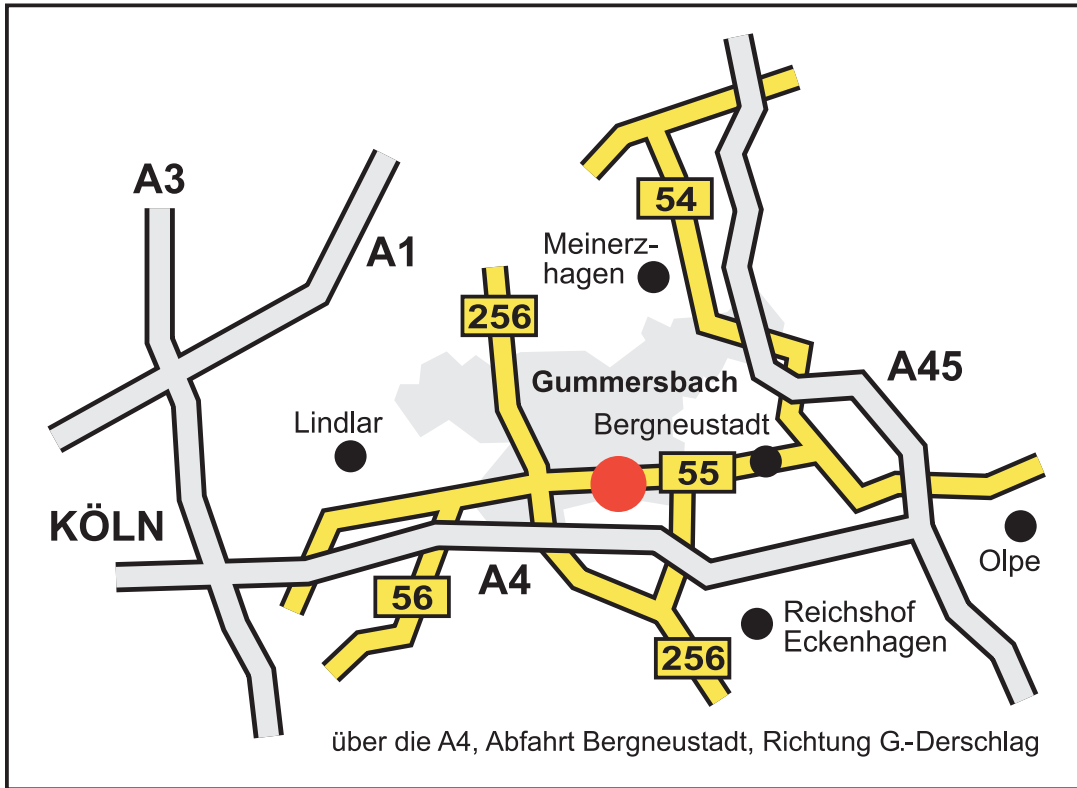 A3
A1
54
Meinerz-
hagen
256
A45
Gummersbach
Lindlar
Bergneustadt
55
KÖLN
Olpe
A4
56
Reichshof
Eckenhagen
256
über die A4, Abfahrt Bergneustadt, Richtung G.-Derschlag